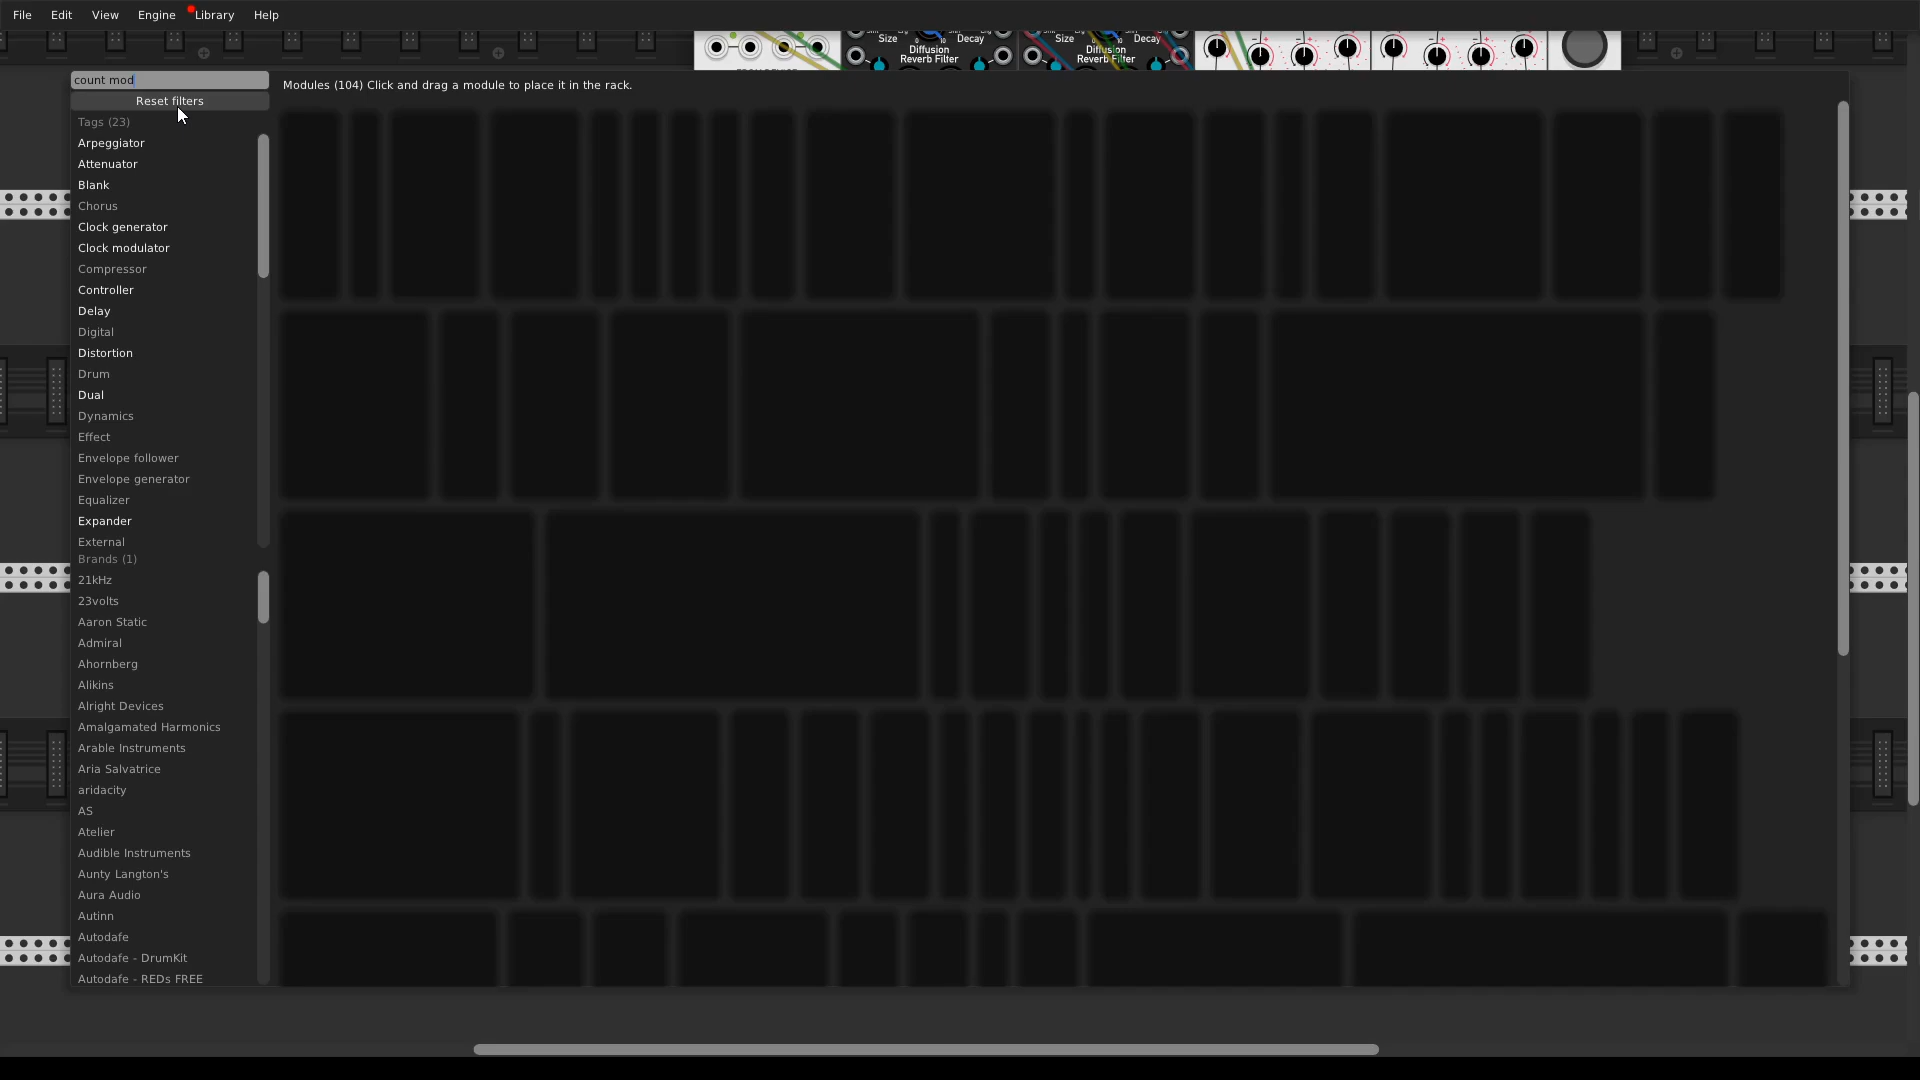 File Edit View Engine Library Help
Size Decay Size Decay
Diffusion Diffusion
Reverb Filter Reverb Filter
count mod
Modules (104) Click and drag a module to place it in the rack.
Reset filters
Tags (23)
Arpeggiator
Attenuator
Blank
Chorus
Clock generator
Clock modulator
Compressor
Controller
Delay
Digital
Distortion
Drum
Dual
Dynamics
Effect
Envelope follower
Envelope generator
Equalizer
Expander
External
Brands (1)
21kHz
23volts
Aaron Static
Admiral
Ahornberg
Alikins
Alright Devices
Amalgamated Harmonics
Arable Instruments
Aria Salvatrice
aridacity
AS
Atelier
Audible Instruments
Aunty Langton's
Aura Audio
Autinn
Autodafe
Autodafe - DrumKit
Autodafe - REDs FREE